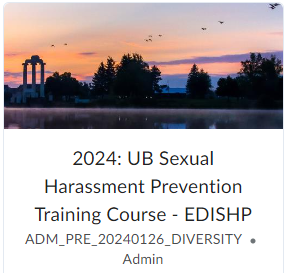 2024: UB Sexual
Harassment Prevention
Training Course - EDISHP
ADM_PRE_20240126_DIVERSITY •
Admin